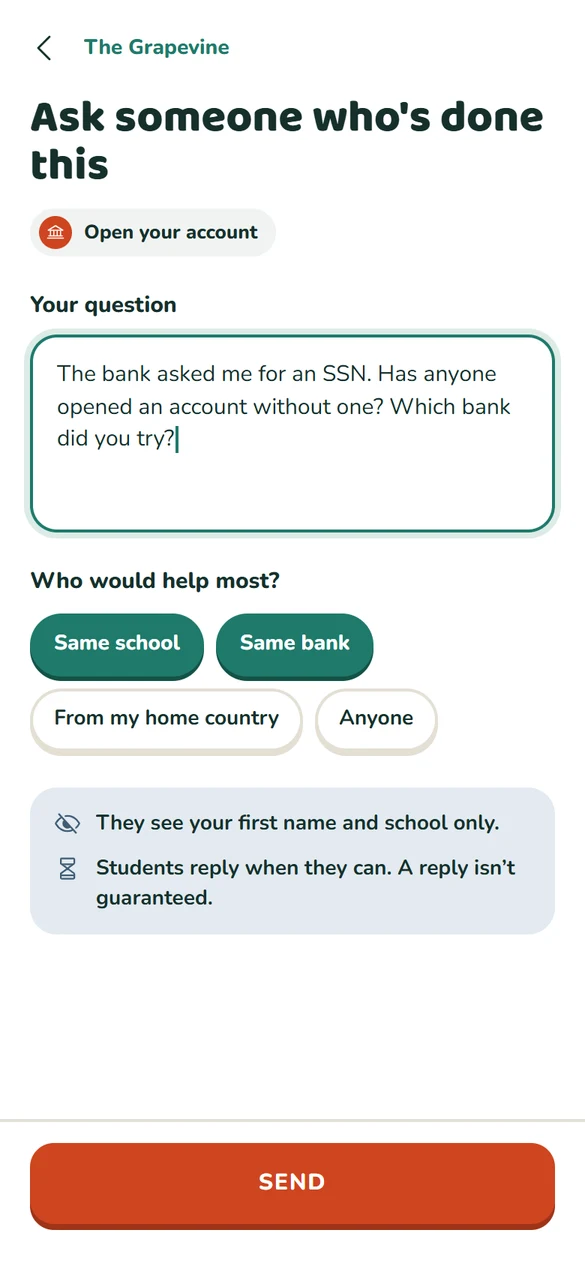 The Grapevine
Ask someone who's done
this
Open your account
Your question
The bank asked me for an SSN. Has anyone
opened an account without one? Which bank
did you try?
Who would help most?
Same school
Same bank
From my home country
Anyone
They see your first name and school only.
Students reply when they can. A reply isn’t
guaranteed.
SEND